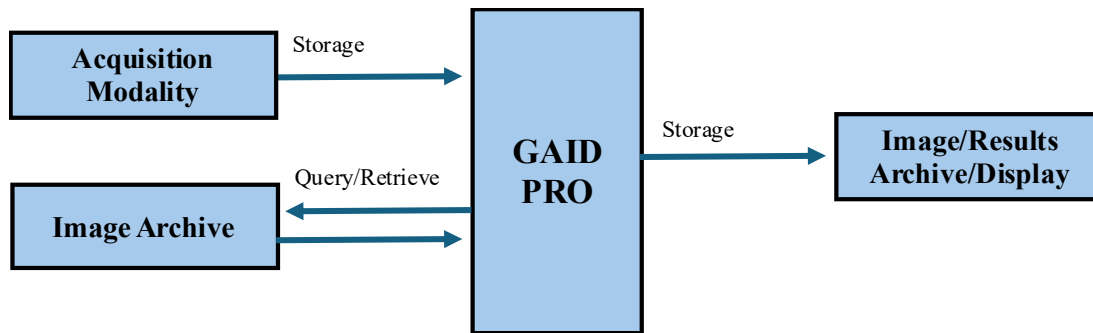 Acquisition
Modality
Storage
Query/Retrieve
Image Archive
GAID
PRO
Storage
Image/Results
Archive/Display